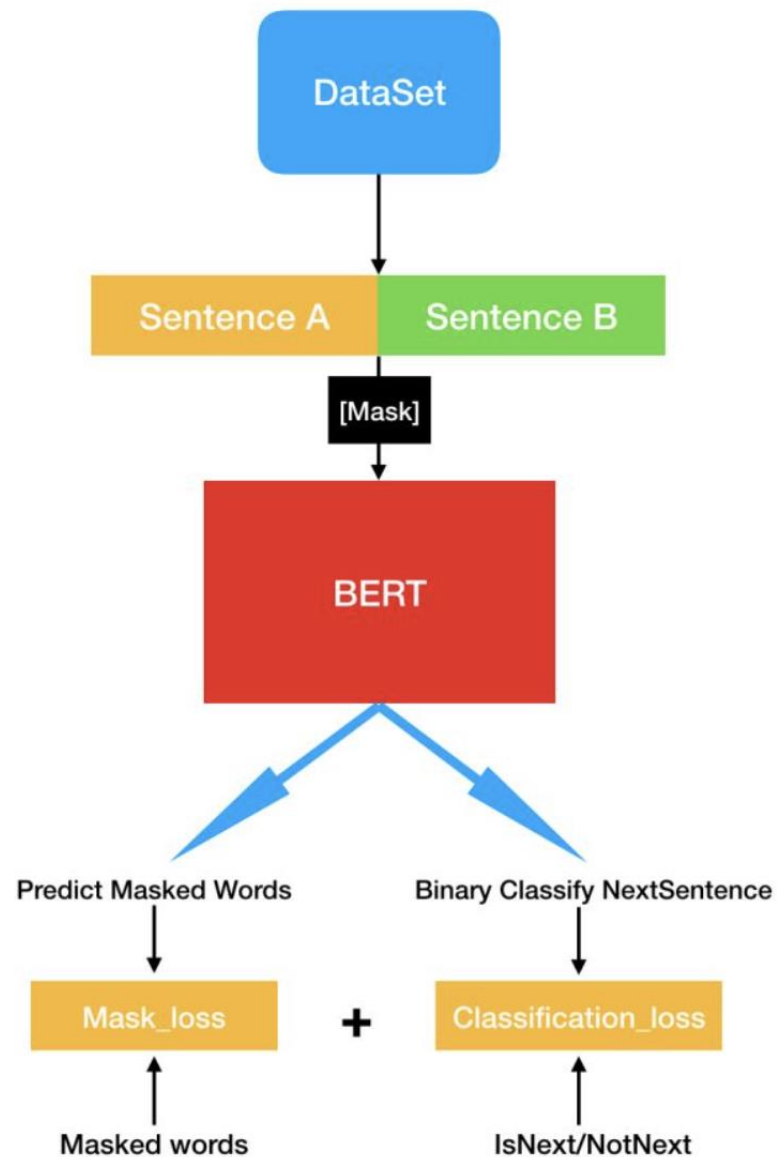 DataSet
Sentence A Sentence B
[Mask]
BERT
Predict Masked Words Binary Classify NextSentence
Mask_loss + Classification_loss
Masked words IsNext/NotNext